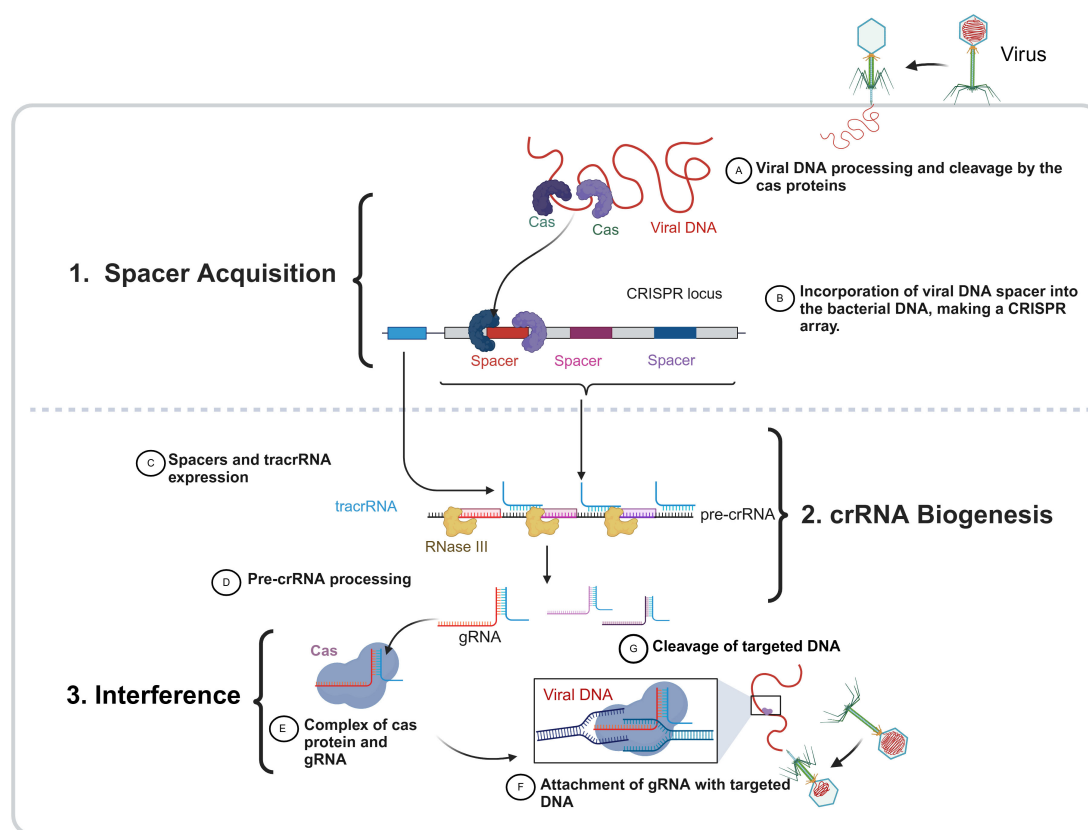 Virus
A
Viral DNA processing and cleavage by the
cas proteins
Cas
Cas
Viral DNA
1. Spacer Acquisition
CRISPR locus
B
Incorporation of viral DNA spacer into
the bacterial DNA, making a CRISPR
array.
Spacer
Spacer
Spacer
C
Spacers and tracrRNA
expression
tracrRNA
pre-crRNA
2. crRNA Biogenesis
RNase III
D
Pre-crRNA processing
gRNA
G
Cleavage of targeted DNA
Cas
3. Interference
Viral DNA
E
Complex of cas
protein and
gRNA
F
Attachment of gRNA with targeted
DNA